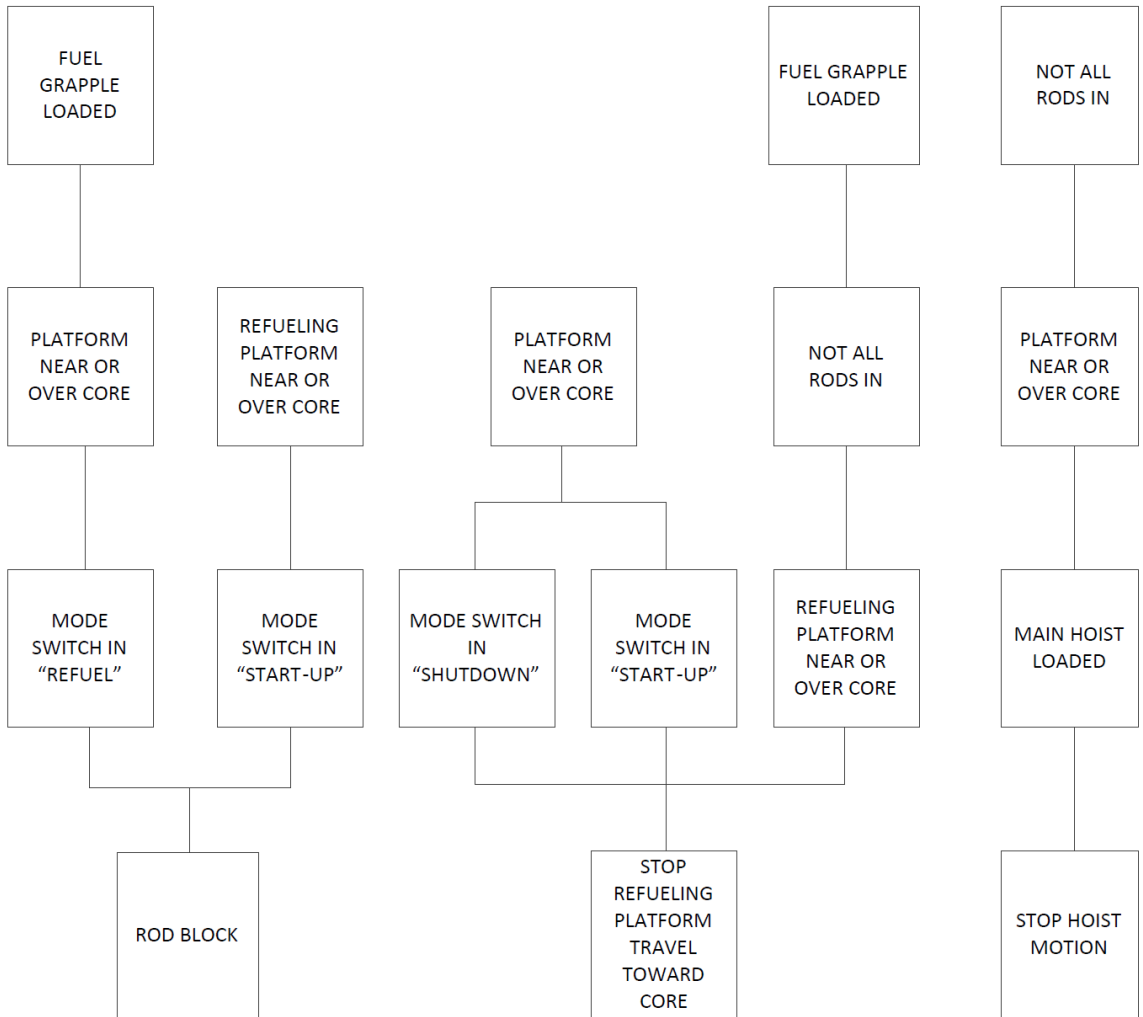 FUEL
GRAPPLE
LOADED
FUEL GRAPPLE
LOADED
NOT ALL
RODS IN
PLATFORM
NEAR OR
OVER CORE
REFUELING
PLATFORM
NEAR OR
OVER CORE
PLATFORM
NEAR OR
OVER CORE
NOT ALL
RODS IN
PLATFORM
NEAR OR
OVER CORE
MODE
SWITCH IN
“REFUEL”
MODE
SWITCH IN
“START-UP”
MODE SWITCH
IN
“SHUTDOWN”
MODE
SWITCH IN
“START-UP”
REFUELING
PLATFORM
NEAR OR
OVER CORE
MAIN HOIST
LOADED
ROD BLOCK
STOP
REFUELING
PLATFORM
TRAVEL
TOWARD
CORE
STOP HOIST
MOTION